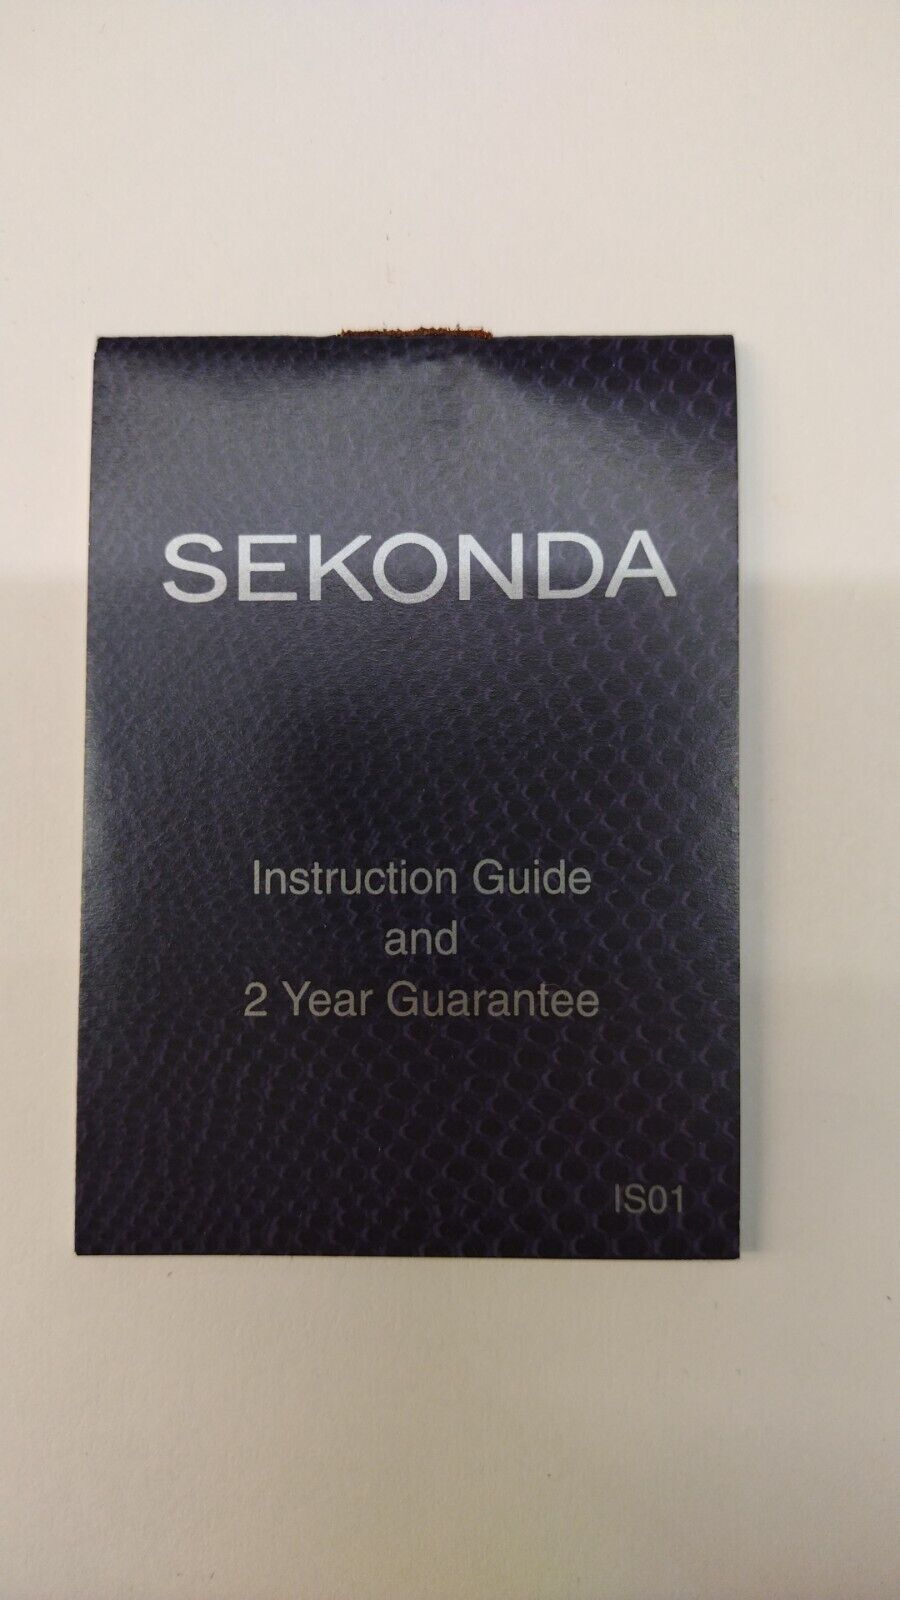 SEKONDA
Instruction Guide
and
2 Year Guarantee
IS01